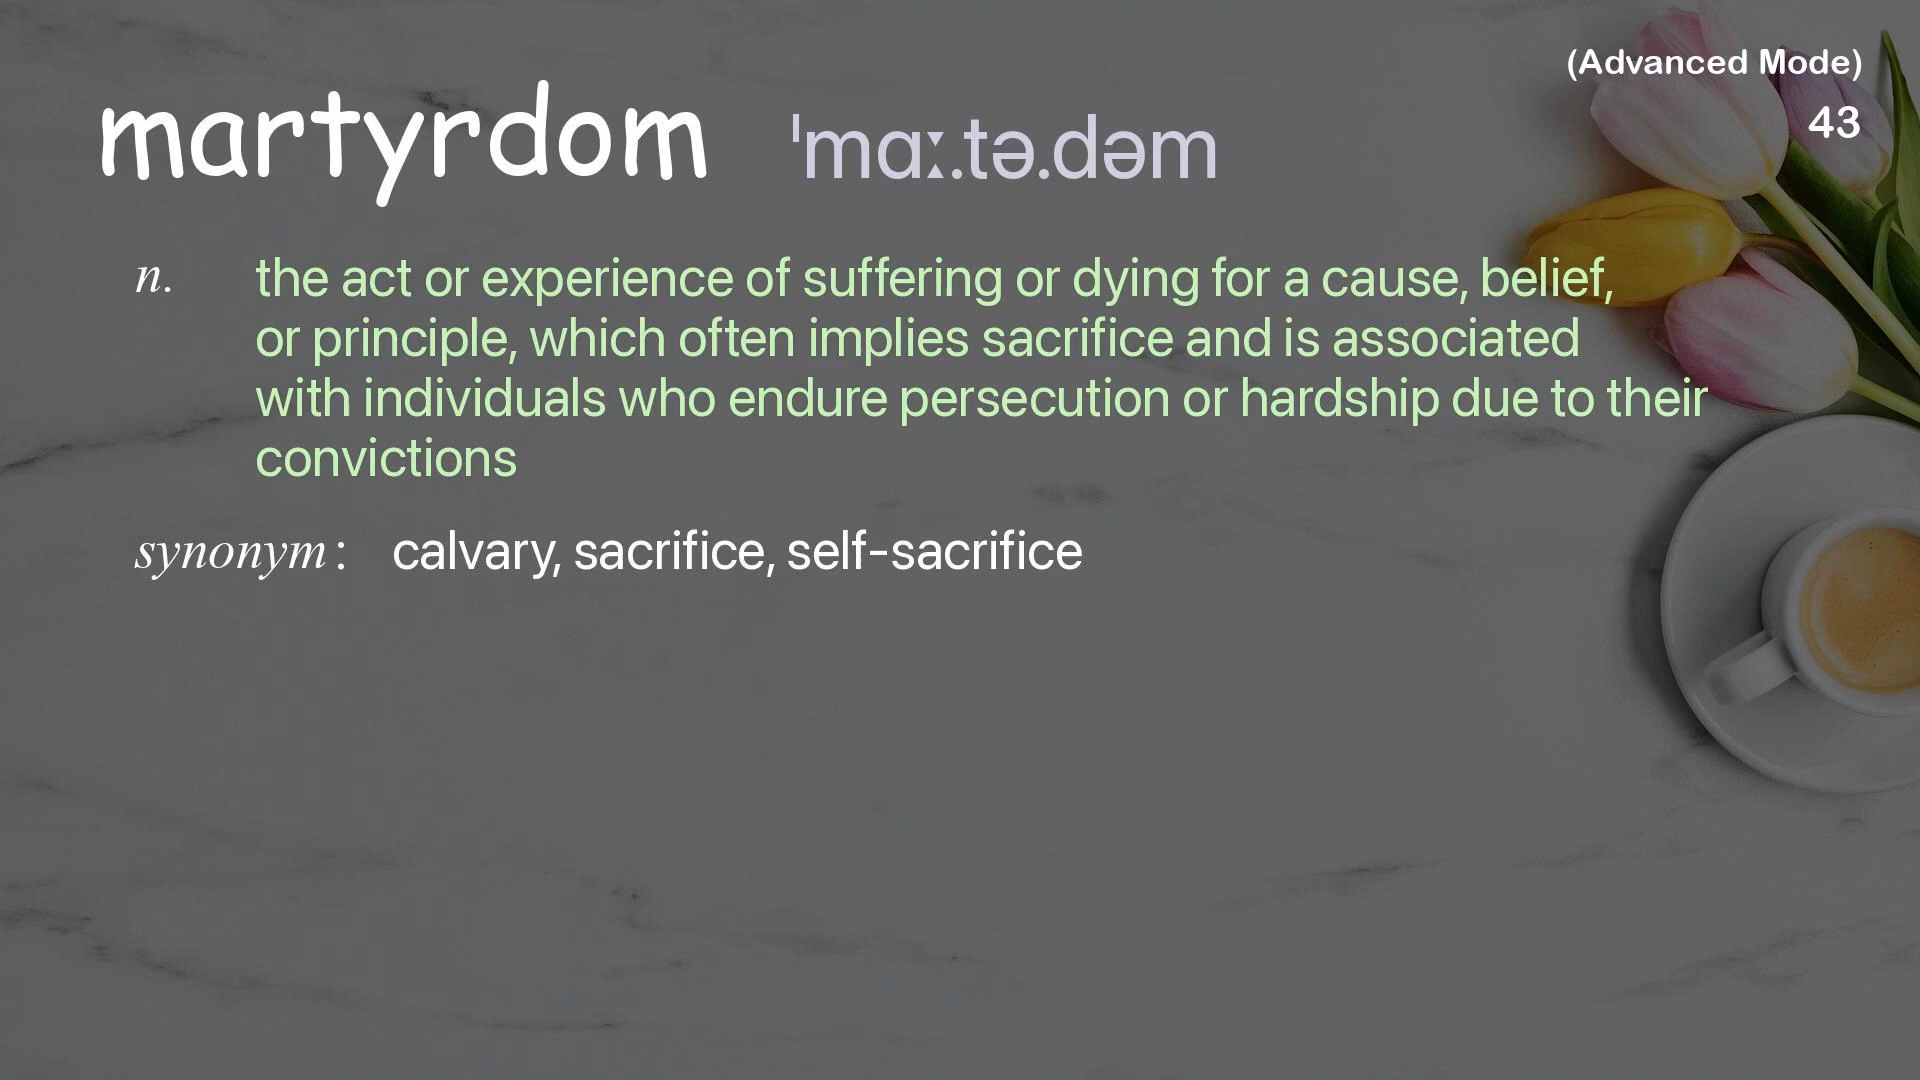 (Advanced Mode)
martyrdom ˈmɑː.tə.dəm
43
n. the act or experience of suffering or dying for a cause, belief,
or principle, which often implies sacrifice and is associated
with individuals who endure persecution or hardship due to their
convictions
synonym: calvary, sacrifice, self-sacrifice